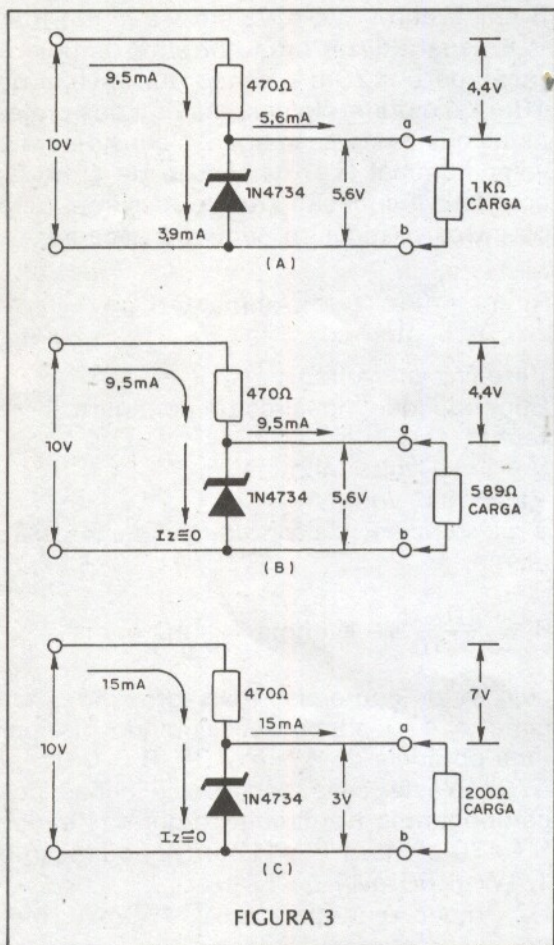 9,5mA
470Ω
4,4V
5,6mA
a
10V
1N4734
5,6V
1KΩ
CARGA
3,9mA
b
(A)
9,5mA
470Ω
4,4V
9,5mA
a
10V
1N4734
5,6V
589Ω
CARGA
Iz≅0
b
(B)
15mA
470Ω
7V
15mA
a
10V
1N4734
3V
200Ω
CARGA
Iz≅0
b
(C)
FIGURA 3